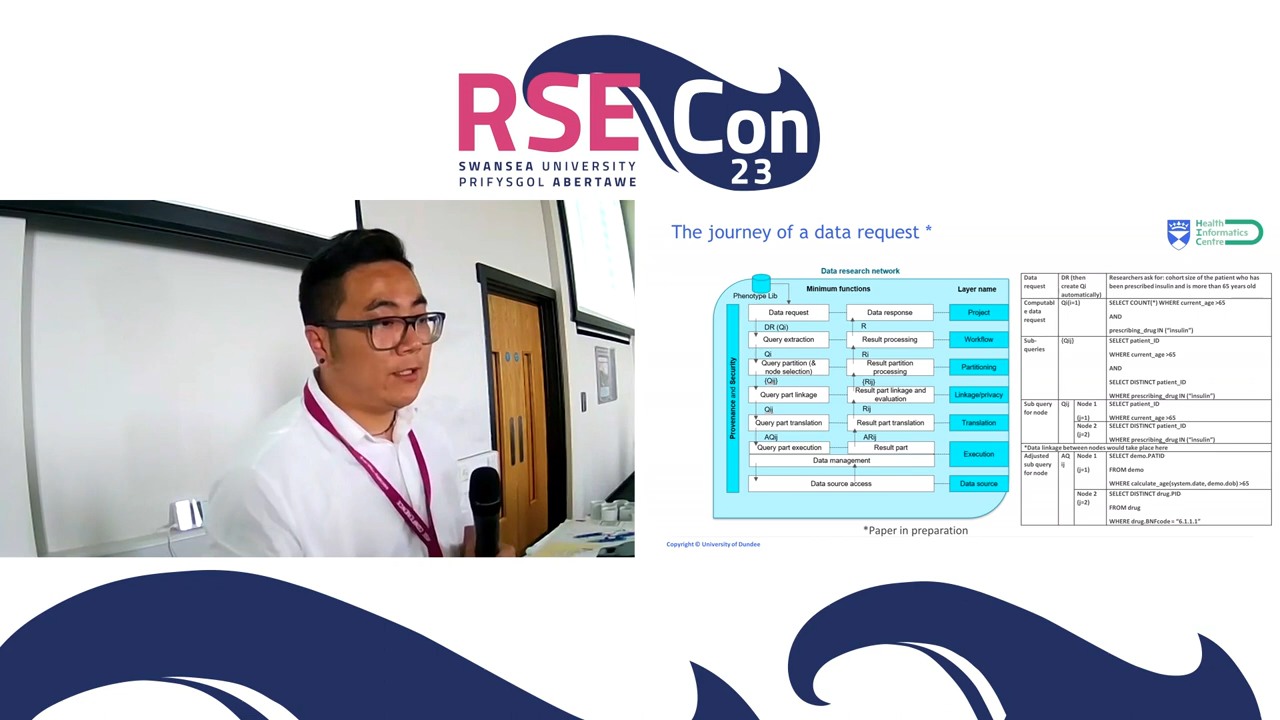 RSE Con
23
SWANSEA UNIVERSITY
PRIFYSGOL ABERTAWE
The journey of a data request *
Health
Informatics
Centre
Data research network
Phenotype Lib
Minimum functions
Layer name
Provenance and Security
Data request
Data response
Project
DR (Qi)
R
Query extraction
Result processing
Workflow
Qi
Ri
Query partition (&
node selection)
Result partition
processing
Partitioning
{Qij}
{Rij}
Query part linkage
Result part linkage and
evaluation
Linkage/privacy
Qij
Rij
Query part translation
Result part translation
Translation
AQij
ARij
Query part execution
Result part
Execution
Data management
Data source access
Data source
*Paper in preparation
Copyright © University of Dundee
Data
request
DR (then
create Qi
automatically)
Researchers ask for: cohort size of the patient who has
been prescribed insulin and is more than 65 years old
Computabl
e data
request
Qi(i=1)
SELECT COUNT(*) WHERE current_age >65
AND
prescribing_drug IN ("insulin")
Sub-
queries
{Qij}
SELECT patient_ID
WHERE current_age >65
AND
SELECT DISTINCT patient_ID
WHERE prescribing_drug IN ("insulin")
Sub query
for node
Qij
Node 1
(j=1)
SELECT patient_ID
WHERE current_age >65
Node 2
(j=2)
SELECT DISTINCT patient_ID
WHERE prescribing_drug IN ("insulin")
*Data linkage between nodes would take place here
Adjusted
sub query
for node
AQ
ij
Node 1
(j=1)
SELECT demo.PATID
FROM demo
WHERE calculate_age(system.date, demo.dob) >65
Node 2
(j=2)
SELECT DISTINCT drug.PID
FROM drug
WHERE drug.BNFcode = "6.1.1.1"